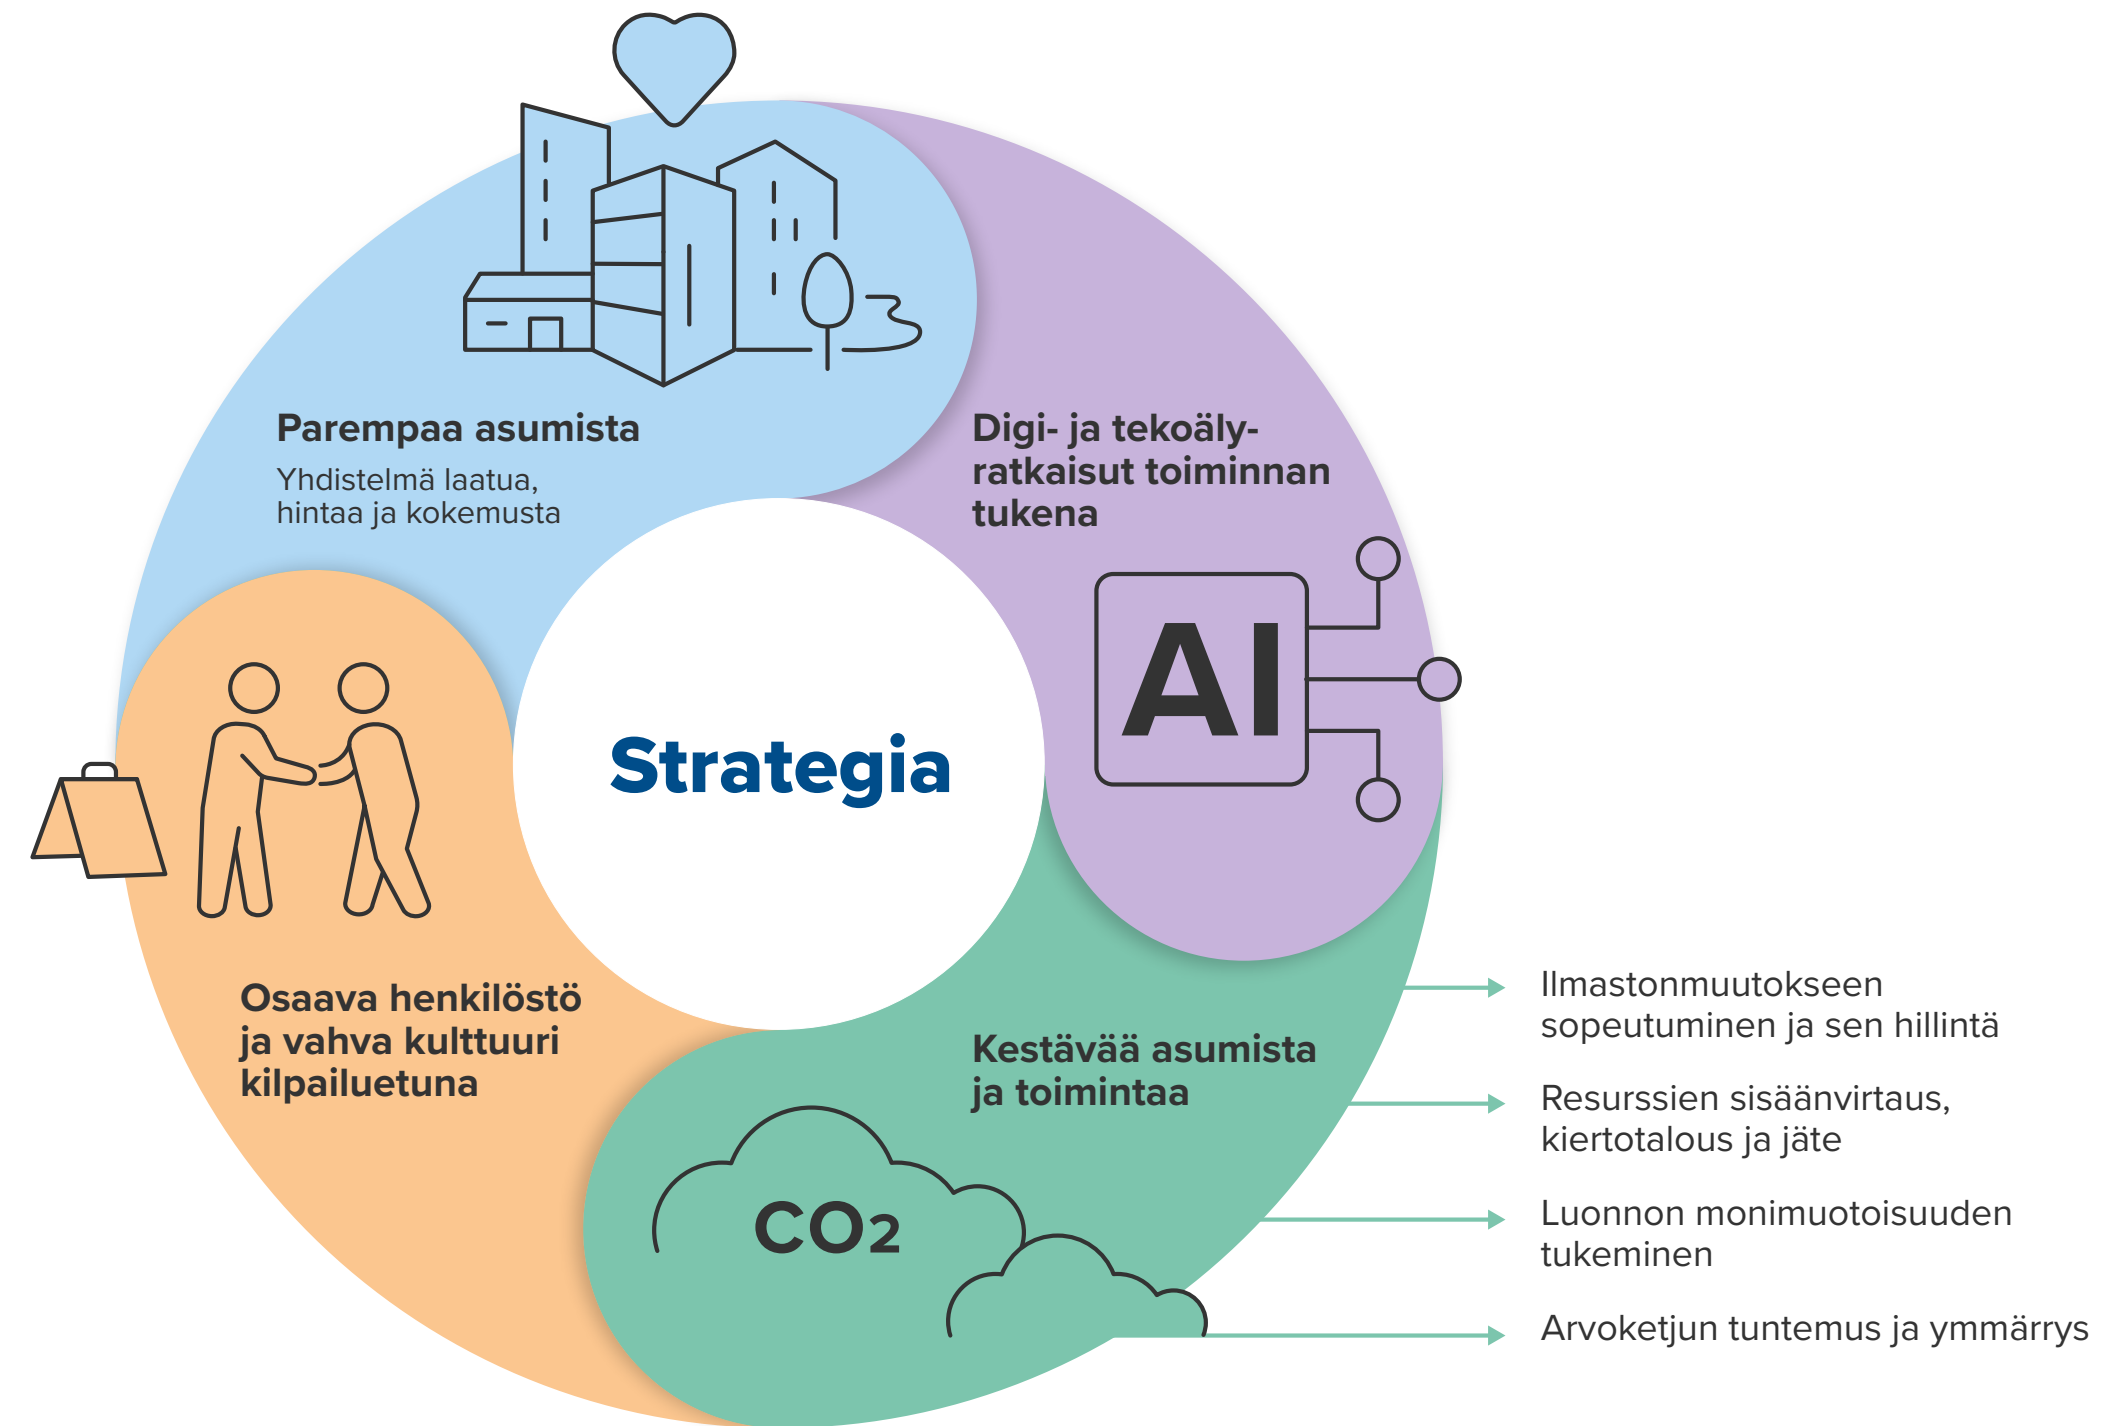 Parempaa asumista
Yhdistelmä laatua,
hintaa ja kokemusta
Digi- ja tekoäly-
ratkaisut toiminnan
tukena
AI
Strategia
Osaava henkilöstö
ja vahva kulttuuri
kilpailuetuna
Kestävää asumista
ja toimintaa
CO2
Ilmastonmuutokseen
sopeutuminen ja sen hillintä
Resurssien sisäänvirtaus,
kiertotalous ja jäte
Luonnon monimuotoisuuden
tukeminen
Arvoketjun tuntemus ja ymmärrys